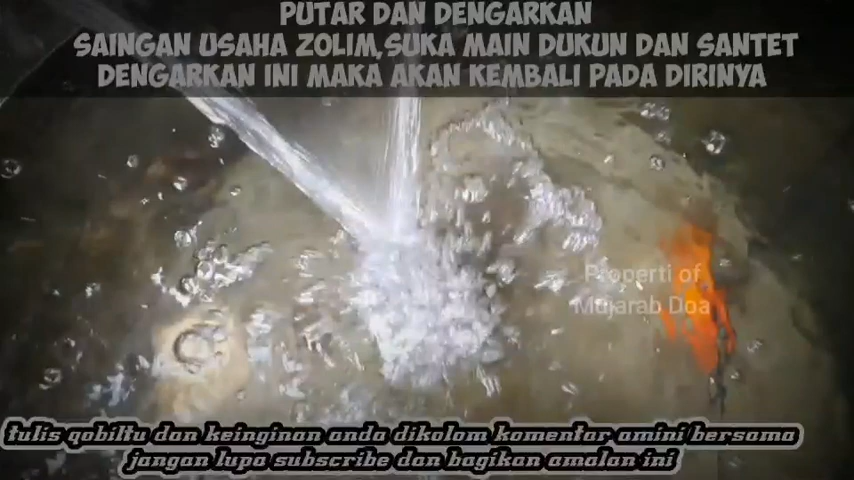 PUTAR DAN DENGARKAN
SAINGAN USAHA ZOLIM,SUKA MAIN DUKUN DAN SANTET
DENGARKAN INI MAKA AKAN KEMBALI PADA DIRINYA
Properti of
Mujarab Doa
tulis qobiltu dan keinginan anda dikolom komentar amini bersama
jangan lupa subscribe dan bagikan amalan ini